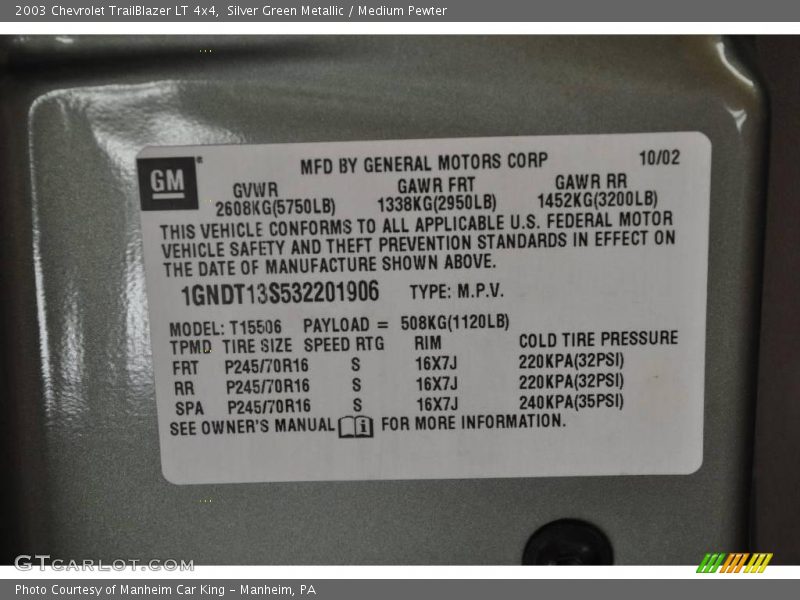 2003 Chevrolet TrailBlazer LT 4x4, Silver Green Metallic / Medium Pewter
GM
MFD BY GENERAL MOTORS CORP 10/02
GVWR GAWR FRT GAWR RR
2608KG(5750LB) 1338KG(2950LB) 1452KG(3200LB)
THIS VEHICLE CONFORMS TO ALL APPLICABLE U.S. FEDERAL MOTOR
VEHICLE SAFETY AND THEFT PREVENTION STANDARDS IN EFFECT ON
THE DATE OF MANUFACTURE SHOWN ABOVE.
1GNDT13S532201906 TYPE: M.P.V.
MODEL: T15506 PAYLOAD = 508KG(1120LB)
TPMD TIRE SIZE SPEED RTG RIM COLD TIRE PRESSURE
FRT P245/70R16 S 16X7J 220KPA(32PSI)
RR P245/70R16 S 16X7J 220KPA(32PSI)
SPA P245/70R16 S 16X7J 240KPA(35PSI)
SEE OWNER'S MANUAL i FOR MORE INFORMATION.
GTCARLOT.COM
Photo Courtesy of Manheim Car King - Manheim, PA